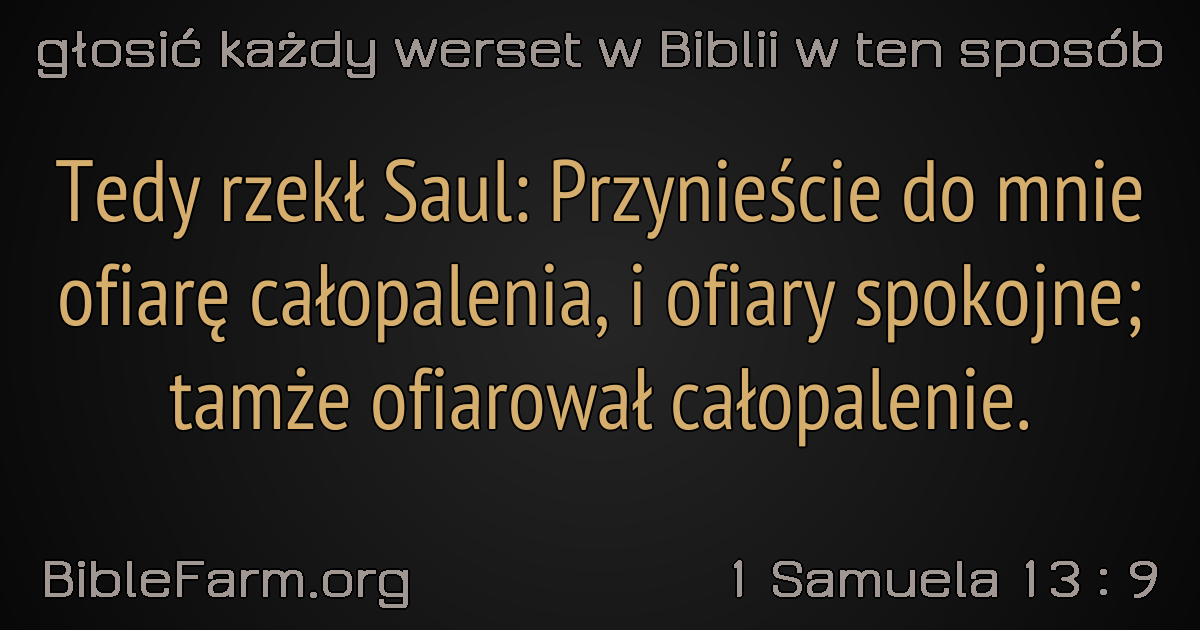 głosić każdy werset w Biblii w ten sposób
Tedy rzekł Saul: Przynieście do mnie
ofiarę całopalenia, i ofiary spokojne;
tamże ofiarował całopalenie.
BibleFarm.org
1 Samuela 13 : 9